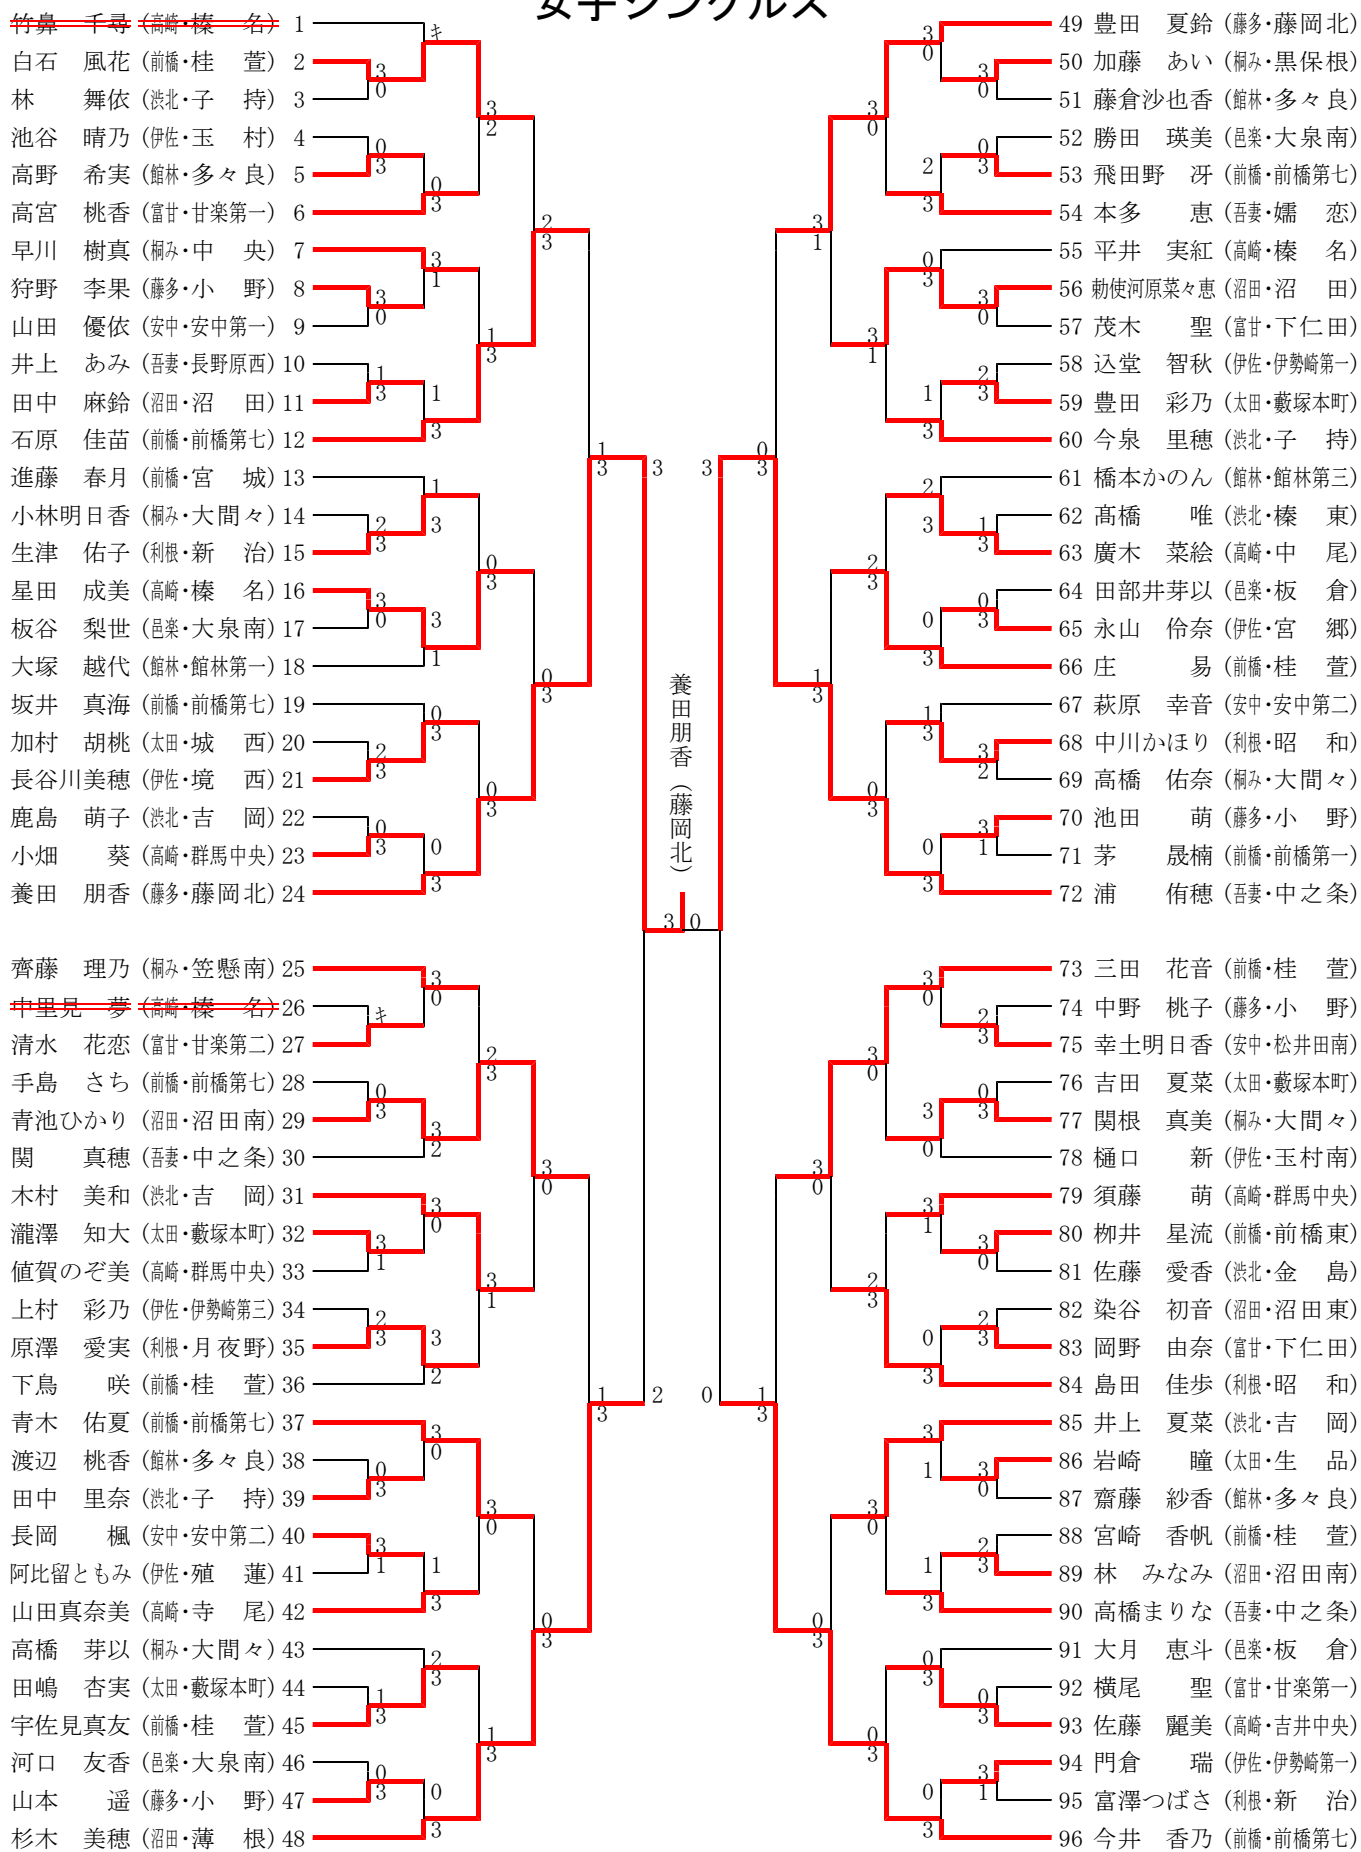 女子シングルス
竹鼻　千尋 (高崎・榛　名) 1
白石　風花 (前橋・桂　萱) 2
林　　舞依 (渋北・子　持) 3
池谷　晴乃 (伊佐・玉　村) 4
高野　希実 (館林・多々良) 5
高宮　桃香 (富甘・甘楽第一) 6
早川　樹真 (桐み・中　央) 7
狩野　李果 (藤多・小　野) 8
山田　優依 (安中・安中第一) 9
井上　あみ (吾妻・長野原西) 10
田中　麻鈴 (沼田・沼　田) 11
石原　佳苗 (前橋・前橋第七) 12
進藤　春月 (前橋・宮　城) 13
小林明日香 (桐み・大間々) 14
生津　佑子 (利根・新　治) 15
星田　成美 (高崎・榛　名) 16
板谷　梨世 (邑楽・大泉南) 17
大塚　越代 (館林・館林第一) 18
坂井　真海 (前橋・前橋第七) 19
加村　胡桃 (太田・城　西) 20
長谷川美穂 (伊佐・境　西) 21
鹿島　萌子 (渋北・吉　岡) 22
小畑　　葵 (高崎・群馬中央) 23
養田　朋香 (藤多・藤岡北) 24
齊藤　理乃 (桐み・笠懸南) 25
中里見　夢 (高崎・榛　名) 26
清水　花恋 (富甘・甘楽第二) 27
手島　さち (前橋・前橋第七) 28
青池ひかり (沼田・沼田南) 29
関　　真穂 (吾妻・中之条) 30
木村　美和 (渋北・吉　岡) 31
瀧澤　知大 (太田・藪塚本町) 32
値賀のぞ美 (高崎・群馬中央) 33
上村　彩乃 (伊佐・伊勢崎第三) 34
原澤　愛実 (利根・月夜野) 35
下鳥　　咲 (前橋・桂　萱) 36
青木　佑夏 (前橋・前橋第七) 37
渡辺　桃香 (館林・多々良) 38
田中　里奈 (渋北・子　持) 39
長岡　　楓 (安中・安中第二) 40
阿比留ともみ (伊佐・殖　蓮) 41
山田真奈美 (高崎・寺　尾) 42
高橋　芽以 (桐み・大間々) 43
田嶋　杏実 (太田・藪塚本町) 44
宇佐見真友 (前橋・桂　萱) 45
河口　友香 (邑楽・大泉南) 46
山本　　遥 (藤多・小　野) 47
杉木　美穂 (沼田・薄　根) 48
養田朋香（藤岡北）
3 0
49 豊田　夏鈴 (藤多・藤岡北)
50 加藤　あい (桐み・黒保根)
51 藤倉沙也香 (館林・多々良)
52 勝田　瑛美 (邑楽・大泉南)
53 飛田野　冴 (前橋・前橋第七)
54 本多　　恵 (吾妻・嬬　恋)
55 平井　実紅 (高崎・榛　名)
56 勅使河原菜々恵 (沼田・沼　田)
57 茂木　　聖 (富甘・下仁田)
58 込堂　智秋 (伊佐・伊勢崎第一)
59 豊田　彩乃 (太田・藪塚本町)
60 今泉　里穂 (渋北・子　持)
61 橋本かのん (館林・館林第三)
62 髙橋　　唯 (渋北・榛　東)
63 廣木　菜絵 (高崎・中　尾)
64 田部井芽以 (邑楽・板　倉)
65 永山　伶奈 (伊佐・宮　郷)
66 庄　　　易 (前橋・桂　萱)
67 萩原　幸音 (安中・安中第二)
68 中川かほり (利根・昭　和)
69 高橋　佑奈 (桐み・大間々)
70 池田　　萌 (藤多・小　野)
71 茅　　晟楠 (前橋・前橋第一)
72 浦　　侑穂 (吾妻・中之条)
73 三田　花音 (前橋・桂　萱)
74 中野　桃子 (藤多・小　野)
75 幸土明日香 (安中・松井田南)
76 吉田　夏菜 (太田・藪塚本町)
77 関根　真美 (桐み・大間々)
78 樋口　　新 (伊佐・玉村南)
79 須藤　　萌 (高崎・群馬中央)
80 栁井　星流 (前橋・前橋東)
81 佐藤　愛香 (渋北・金　島)
82 染谷　初音 (沼田・沼田東)
83 岡野　由奈 (富甘・下仁田)
84 島田　佳歩 (利根・昭　和)
85 井上　夏菜 (渋北・吉　岡)
86 岩崎　　瞳 (太田・生　品)
87 齋藤　紗香 (館林・多々良)
88 宮崎　香帆 (前橋・桂　萱)
89 林　みなみ (沼田・沼田南)
90 高橋まりな (吾妻・中之条)
91 大月　恵斗 (邑楽・板　倉)
92 横尾　　聖 (富甘・甘楽第一)
93 佐藤　麗美 (高崎・吉井中央)
94 門倉　　瑞 (伊佐・伊勢崎第一)
95 富澤つばさ (利根・新　治)
96 今井　香乃 (前橋・前橋第七)